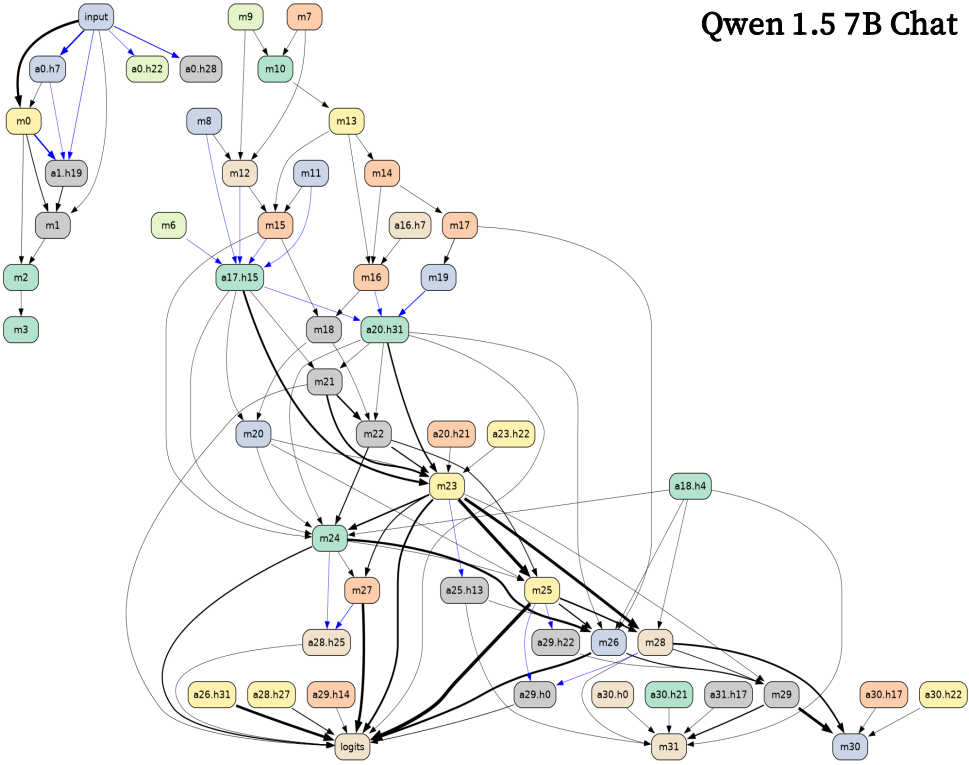 Qwen 1.5 7B Chat
input m9 m7
a0.h7 a0.h22 a0.h28 m10
m0 m8 m13
a1.h19 m12 m11 m14
m1 m6 m15 a16.h7 m17
m2 a17.h15 m16 m19
m3 m18 a20.h31
m21
m20 m22 a20.h21 a23.h22
m23 a18.h4
m24
m27 a25.h13 m25
a28.h25 a29.h22 m26 m28
a26.h31 a28.h27 a29.h14 a29.h0 a30.h0 a30.h21 a31.h17 m29 a30.h17 a30.h22
logits m31 m30